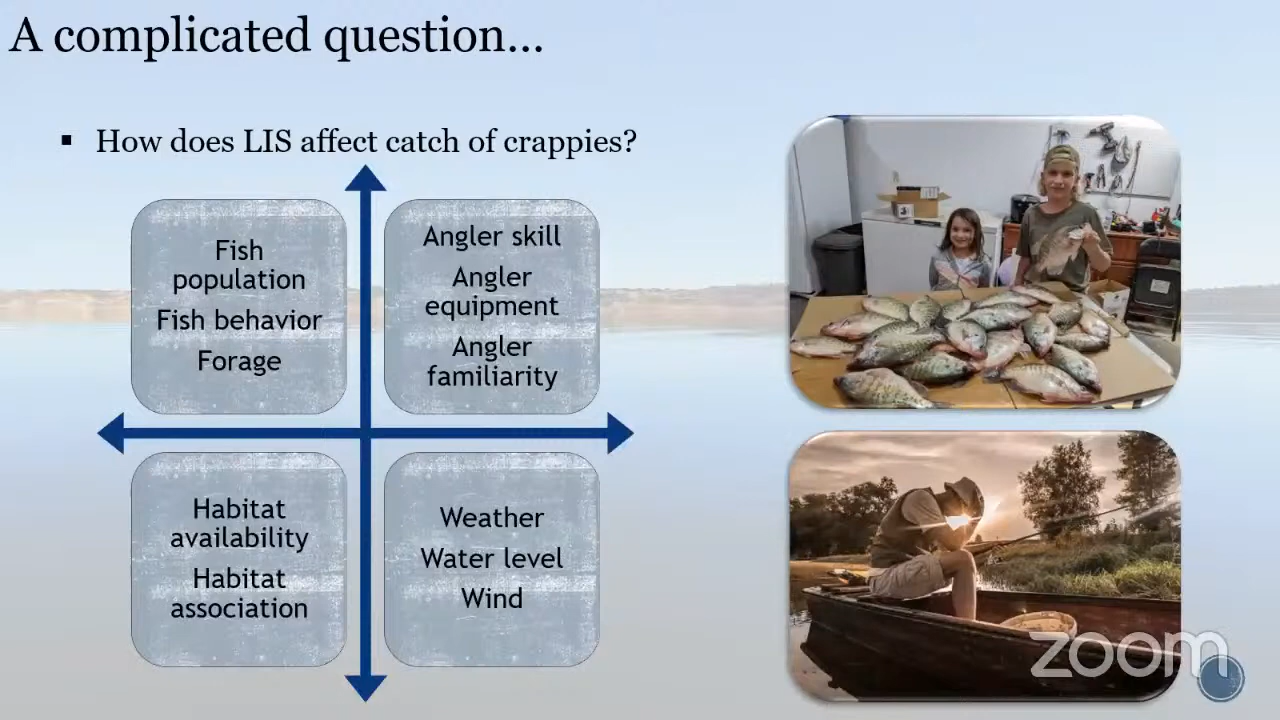 A complicated question...
▪ How does LIS affect catch of crappies?
Fish
population
Fish behavior
Forage
Angler skill
Angler
equipment
Angler
familiarity
Habitat
availability
Habitat
association
Weather
Water level
Wind
zoom